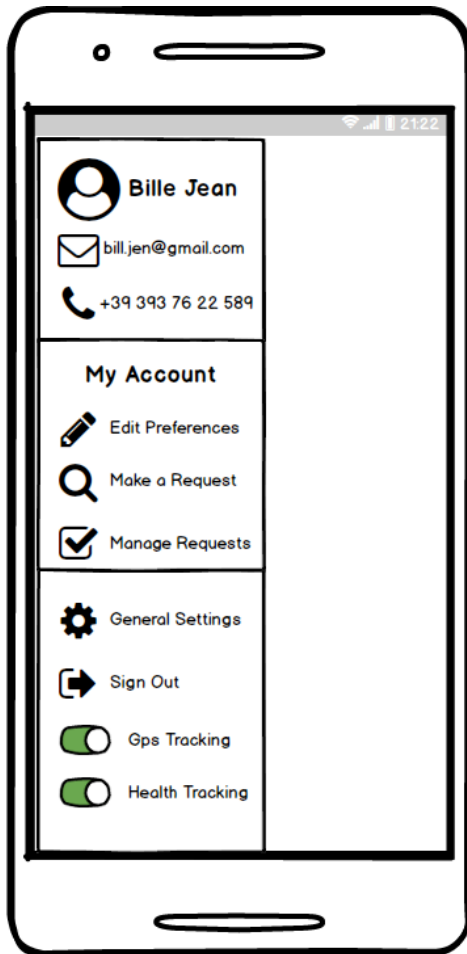 21:22
Bille Jean
bill.jen@gmail.com
+39 393 76 22 589
My Account
Edit Preferences
Make a Request
Manage Requests
General Settings
Sign Out
Gps Tracking
Health Tracking